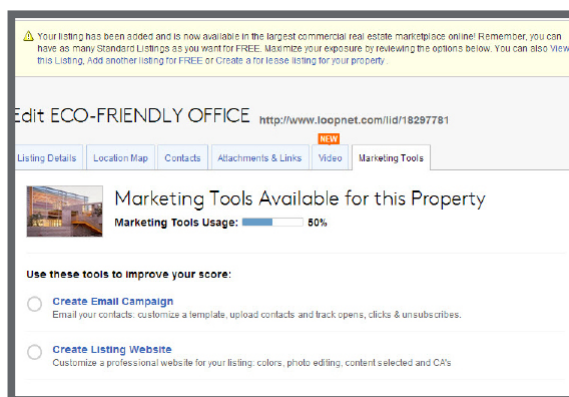 Your listing has been added and is now available in the largest commercial real estate marketplace online! Remember, you can
have as many Standard Listings as you want for FREE. Maximize your exposure by reviewing the options below. You can also View
this Listing, Add another listing for FREE or Create a for lease listing for your property.
Edit ECO-FRIENDLY OFFICE http://www.loopnet.com/lid/18297781
NEW
Listing Details Location Map Contacts Attachments & Links Video Marketing Tools
Marketing Tools Available for this Property
Marketing Tools Usage: 50%
Use these tools to improve your score:
Create Email Campaign
Email your contacts: customize a template, upload contacts and track opens, clicks & unsubscribes.
Create Listing Website
Customize a professional website for your listing: colors, photo editing, content selected and CA's